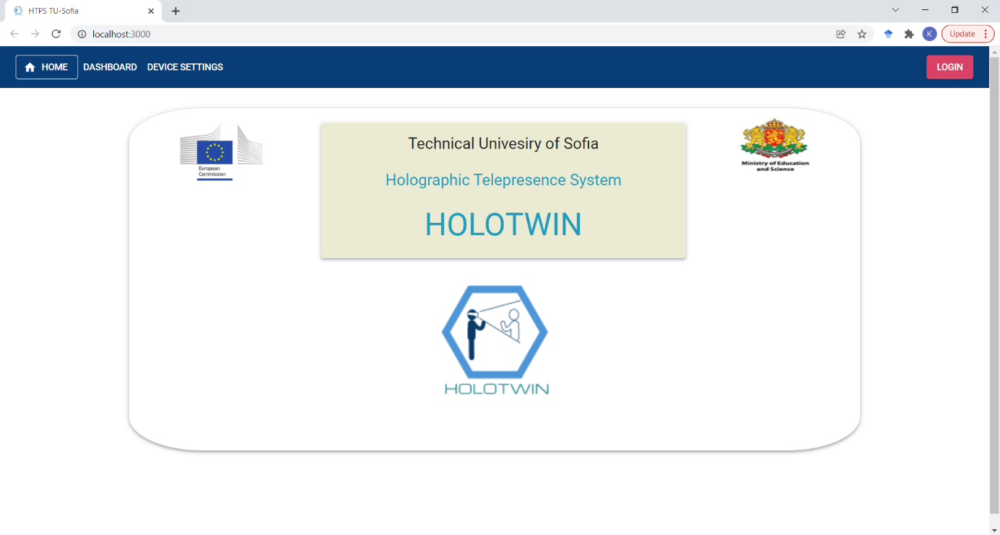 HTPS TU-Sofia
localhost:3000
K
Update
HOME DASHBOARD DEVICE SETTINGS
LOGIN
European
Commission
Technical Univesiry of Sofia
Holographic Telepresence System
HOLOTWIN
Ministry of Education
and Science
HOLOTWIN